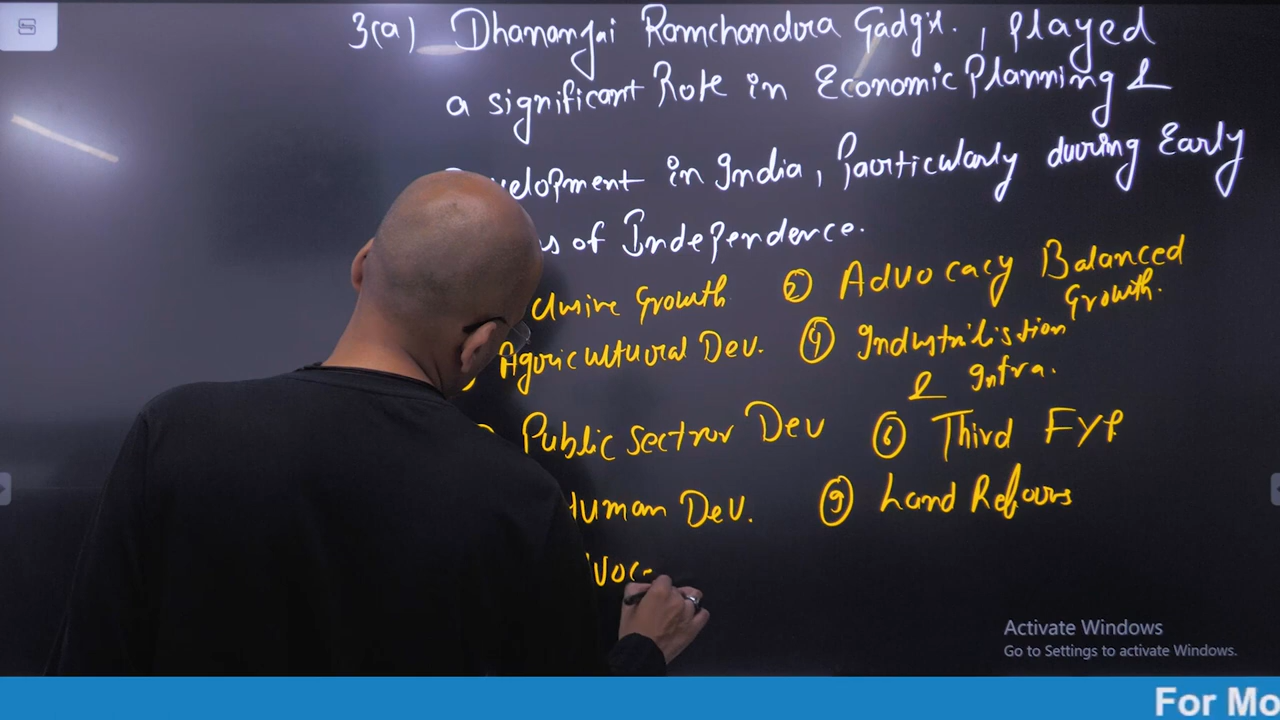 3(a) Dhananjai Ramchandra Gadgil., played
a significant Role in Economic Planning &
velopment in India, Particularly during Early
s of Independence.
clusive Growth ② Advocacy Balanced Growth.
Agricultural Dev. ④ Industrilistion & Infra.
Public Sector Dev ⑥ Third FYP
Human Dev. ⑨ Land Reforms
Activate Windows
Go to Settings to activate Windows.
For Mo